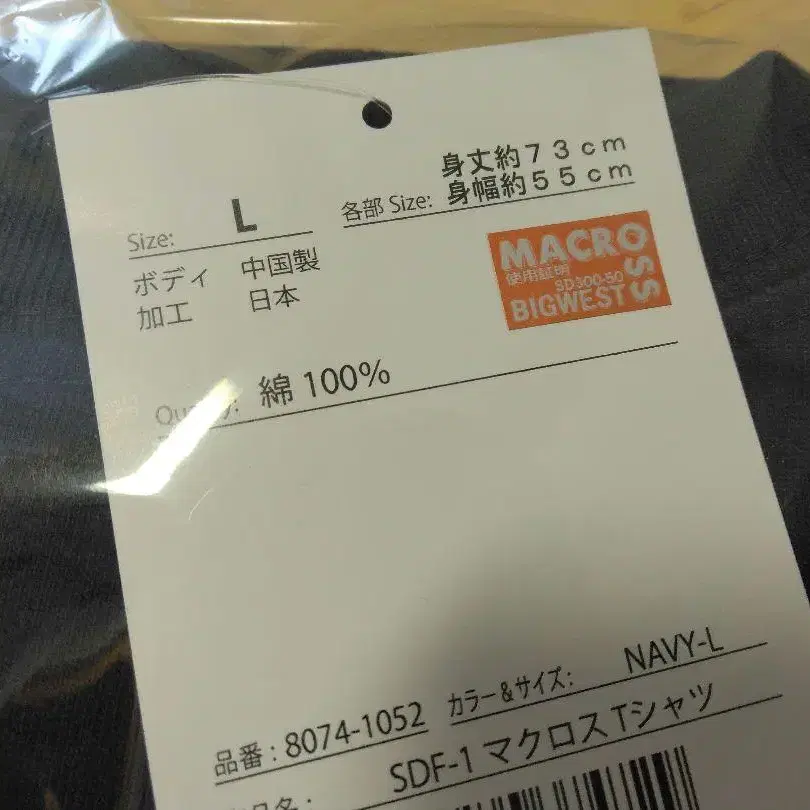 身丈約７３ｃｍ
Size: L 各部 Size: 身幅約５５ｃｍ
ボディ 中国製
加工 日本
MACROSS
使用証明
SD300-50
BIGWEST
Quality: 綿 100%
品番 : 8074-1052 カラー&サイズ: NAVY-L
品名 : SDF-1 マクロス Tシャツ